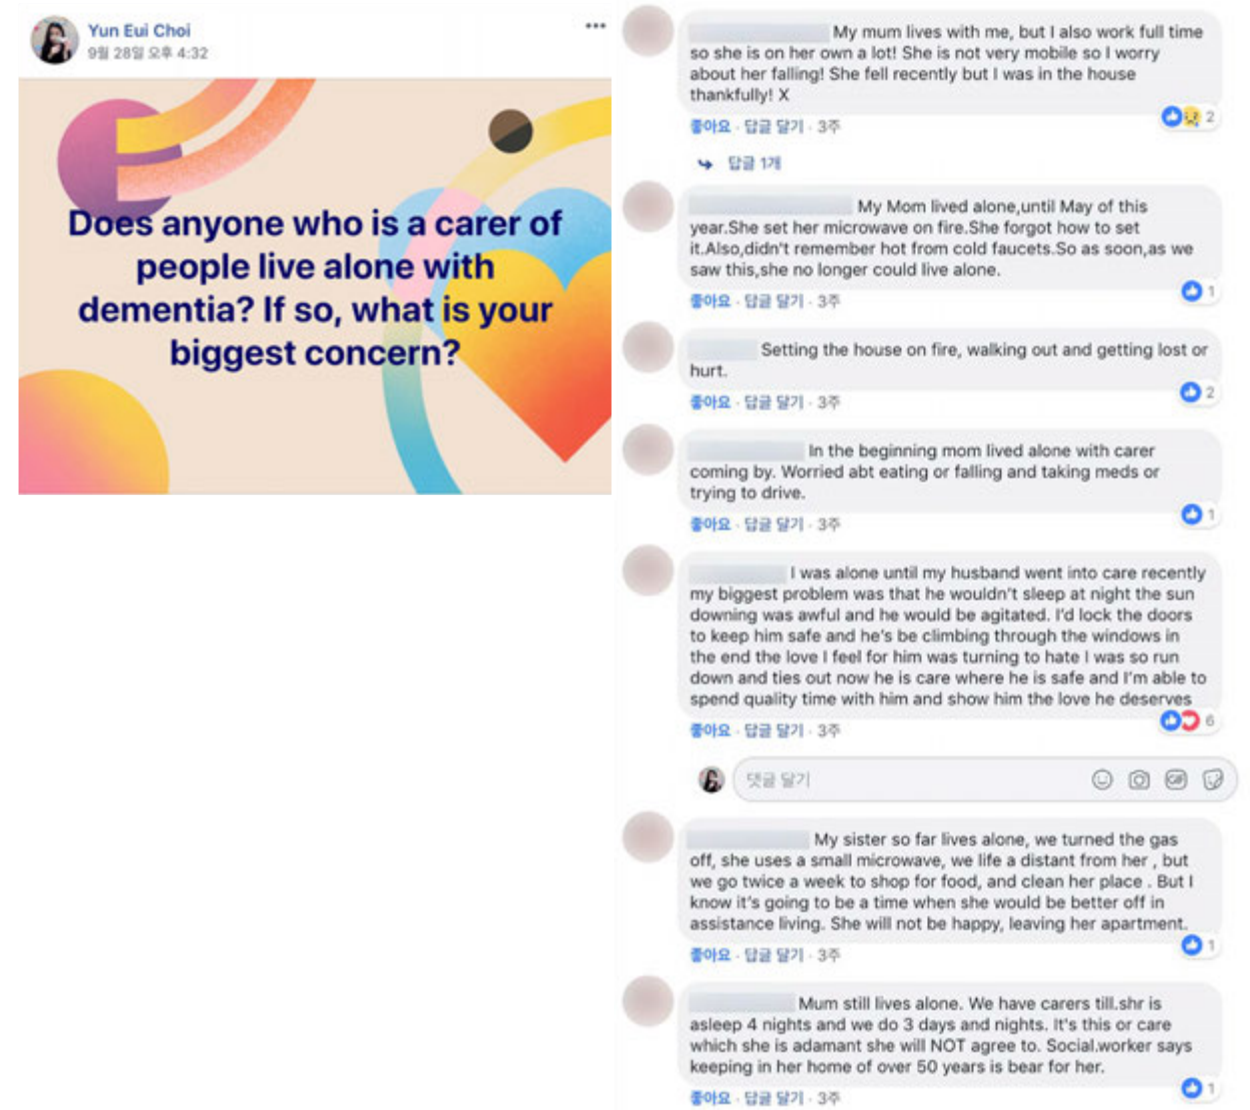 Yun Eui Choi
9월 28일 오후 4:32
Does anyone who is a carer of
people live alone with
dementia? If so, what is your
biggest concern?
My mum lives with me, but I also work full time
so she is on her own a lot! She is not very mobile so I worry
about her falling! She fell recently but I was in the house
thankfully! X
2
좋아요 · 답글 달기 · 3주
답글 1개
My Mom lived alone,until May of this
year.She set her microwave on fire.She forgot how to set
it.Also,didn't remember hot from cold faucets.So as soon,as we
saw this,she no longer could live alone.
1
좋아요 · 답글 달기 · 3주
Setting the house on fire, walking out and getting lost or
hurt.
2
좋아요 · 답글 달기 · 3주
In the beginning mom lived alone with carer
coming by. Worried abt eating or falling and taking meds or
trying to drive.
1
좋아요 · 답글 달기 · 3주
I was alone until my husband went into care recently
my biggest problem was that he wouldn't sleep at night the sun
downing was awful and he would be agitated. I'd lock the doors
to keep him safe and he's be climbing through the windows in
the end the love I feel for him was turning to hate I was so run
down and ties out now he is care where he is safe and I'm able to
spend quality time with him and show him the love he deserves
6
좋아요 · 답글 달기 · 3주
댓글 달기
GIF
My sister so far lives alone, we turned the gas
off, she uses a small microwave, we life a distant from her , but
we go twice a week to shop for food, and clean her place . But I
know it's going to be a time when she would be better off in
assistance living. She will not be happy, leaving her apartment.
1
좋아요 · 답글 달기 · 3주
Mum still lives alone. We have carers till.shr is
asleep 4 nights and we do 3 days and nights. It's this or care
which she is adamant she will NOT agree to. Social.worker says
keeping in her home of over 50 years is bear for her.
1
좋아요 · 답글 달기 · 3주